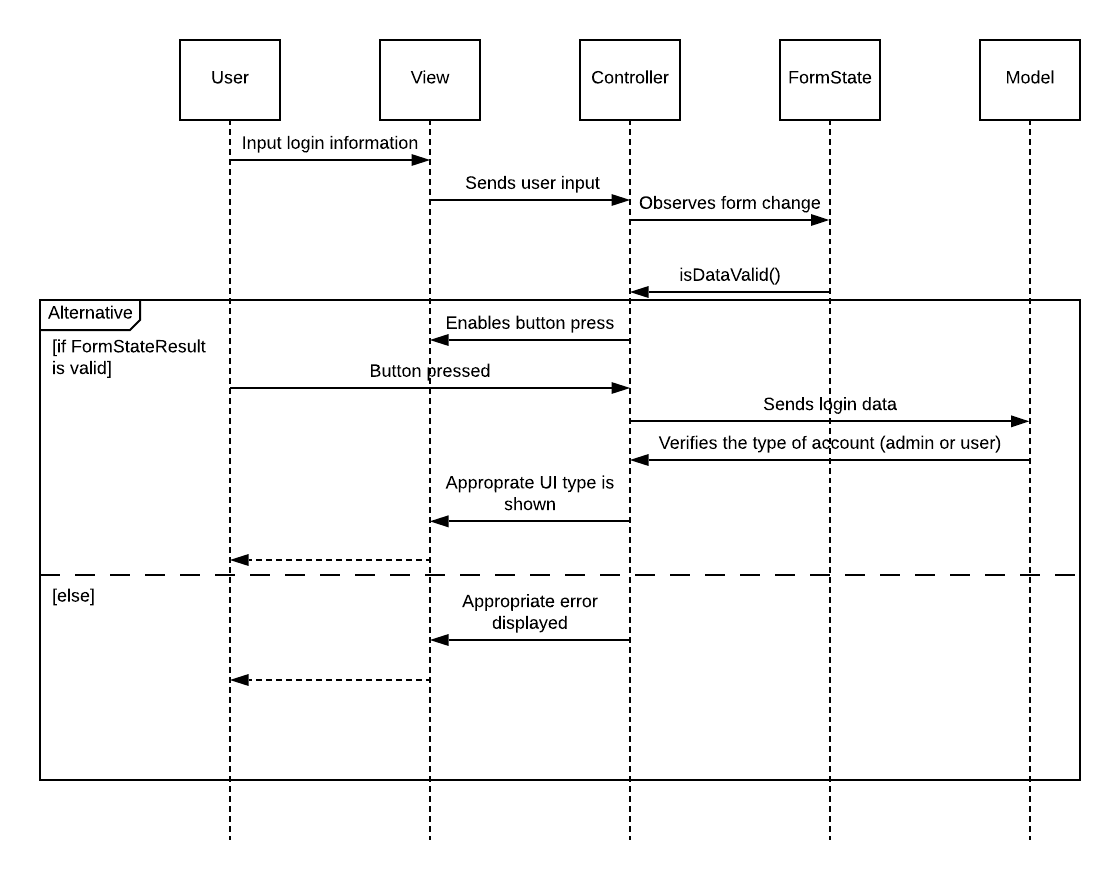 User
View
Controller
FormState
Model
Input login information
Sends user input
Observes form change
isDataValid()
Alternative
Enables button press
[if FormStateResult
is valid]
Button pressed
Sends login data
Verifies the type of account (admin or user)
Approprate UI type is
shown
[else]
Appropriate error
displayed